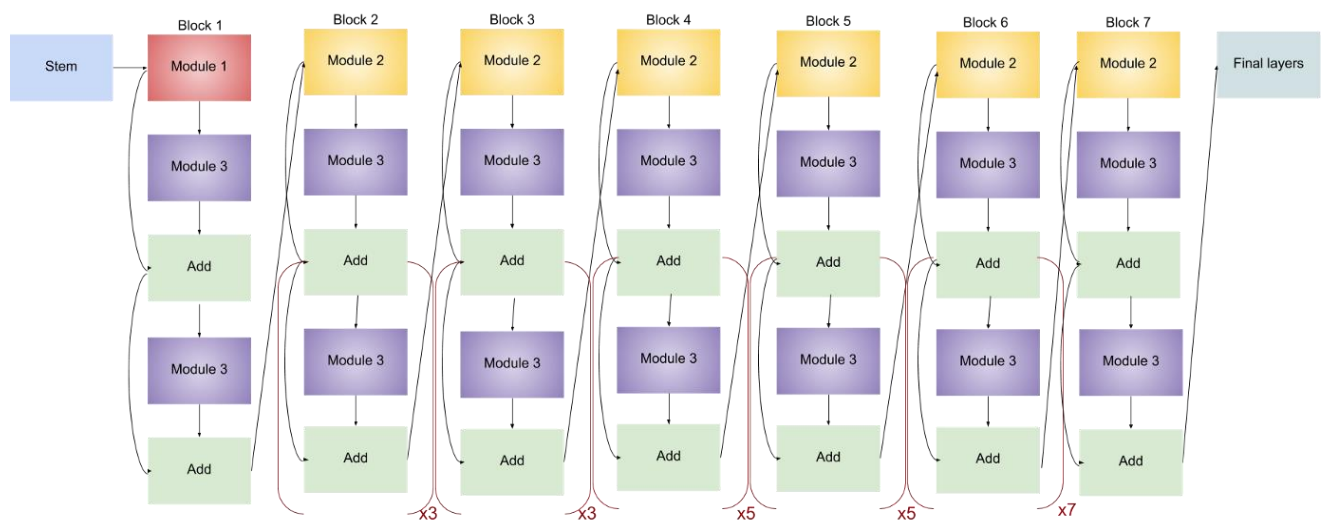 Block 1
Block 2
Block 3
Block 4
Block 5
Block 6
Block 7
Stem
Module 1
Module 2
Module 2
Module 2
Module 2
Module 2
Module 2
Final layers
Module 3
Module 3
Module 3
Module 3
Module 3
Module 3
Module 3
Add
Add
Add
Add
Add
Add
Add
Module 3
Module 3
Module 3
Module 3
Module 3
Module 3
Module 3
Add
Add
Add
Add
Add
Add
Add
x3
x3
x5
x5
x7